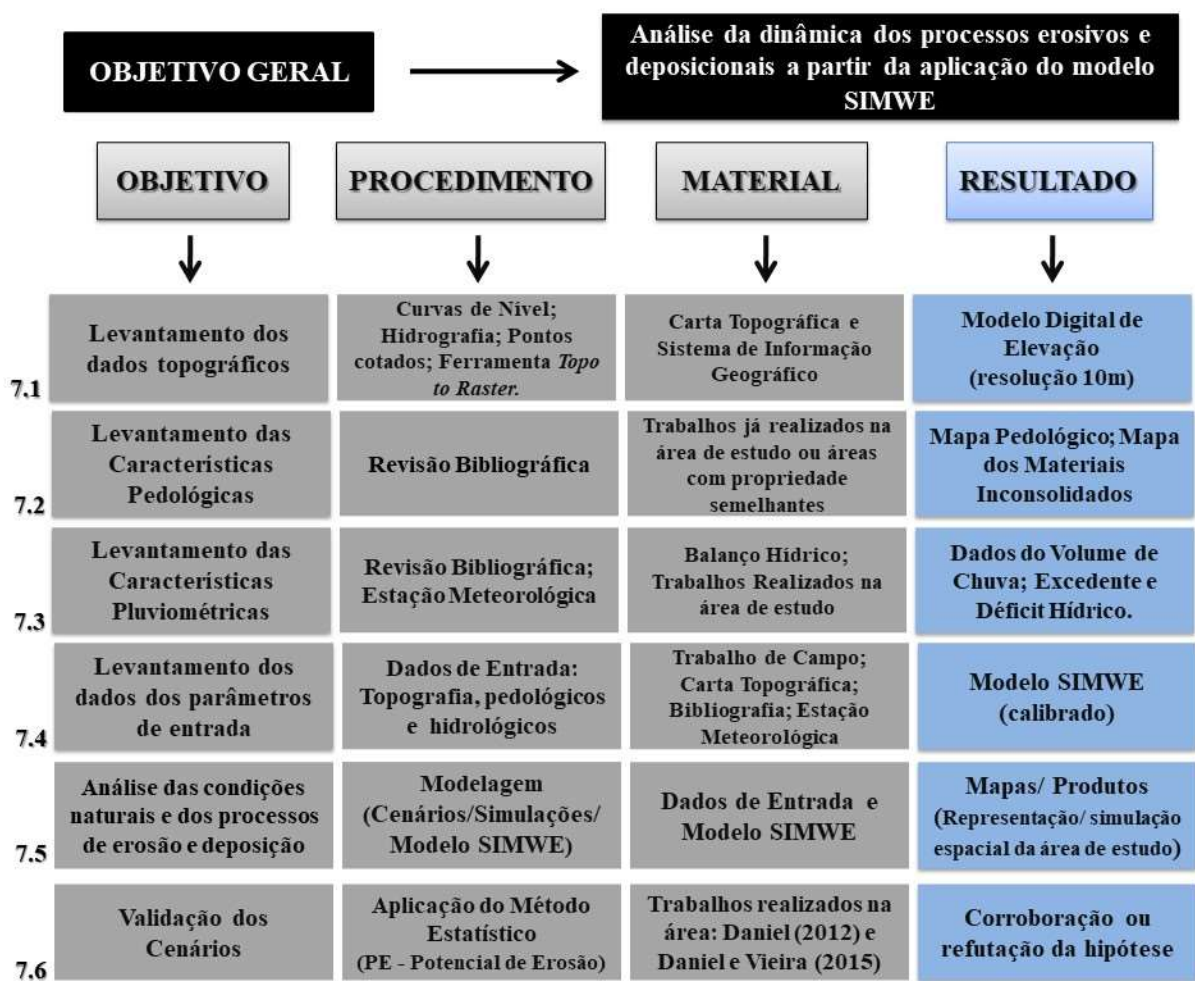 OBJETIVO GERAL
Análise da dinâmica dos processos erosivos e
deposicionais a partir da aplicação do modelo
SIMWE
OBJETIVO
PROCEDIMENTO
MATERIAL
RESULTADO
7.1
Levantamento dos
dados topográficos
Curvas de Nível;
Hidrografia; Pontos
cotados; Ferramenta Topo
to Raster.
Carta Topográfica e
Sistema de Informação
Geográfico
Modelo Digital de
Elevação
(resolução 10m)
7.2
Levantamento das
Características
Pedológicas
Revisão Bibliográfica
Trabalhos já realizados na
área de estudo ou áreas
com propriedade
semelhantes
Mapa Pedológico; Mapa
dos Materiais
Inconsolidados
7.3
Levantamento das
Características
Pluviométricas
Revisão Bibliográfica;
Estação Meteorológica
Balanço Hídrico;
Trabalhos Realizados na
área de estudo
Dados do Volume de
Chuva; Excedente e
Déficit Hídrico.
7.4
Levantamento dos
dados dos parâmetros
de entrada
Dados de Entrada:
Topografia, pedológicos
e hidrológicos
Trabalho de Campo;
Carta Topográfica;
Bibliografia; Estação
Meteorológica
Modelo SIMWE
(calibrado)
7.5
Análise das condições
naturais e dos processos
de erosão e deposição
Modelagem
(Cenários/Simulações/
Modelo SIMWE)
Dados de Entrada e
Modelo SIMWE
Mapas/ Produtos
(Representação/ simulação
espacial da área de estudo)
7.6
Validação dos
Cenários
Aplicação do Método
Estatístico
(PE - Potencial de Erosão)
Trabalhos realizados na
área: Daniel (2012) e
Daniel e Vieira (2015)
Corroboração ou
refutação da hipótese